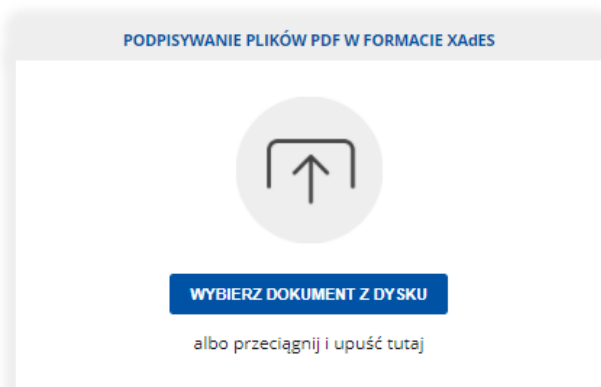 PODPISYWANIE PLIKÓW PDF W FORMACIE XAdES
WYBIERZ DOKUMENT Z DYSKU
albo przeciągnij i upuść tutaj